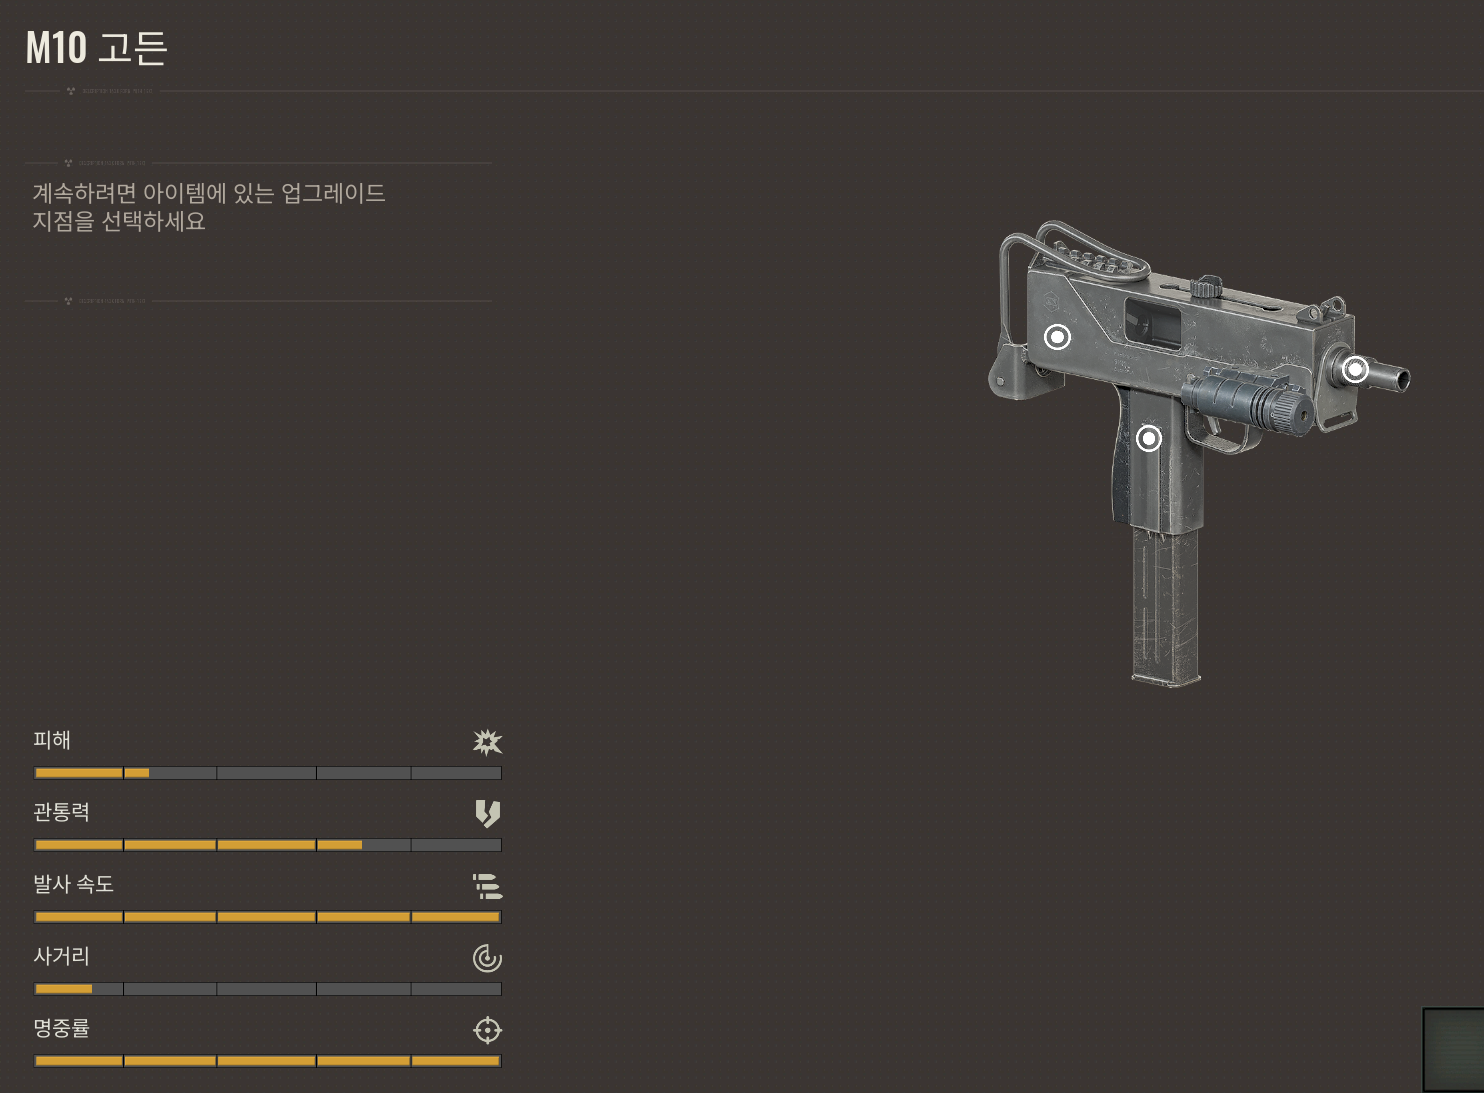 M10 고든
계속하려면 아이템에 있는 업그레이드
지점을 선택하세요
피해
관통력
발사 속도
사거리
명중률